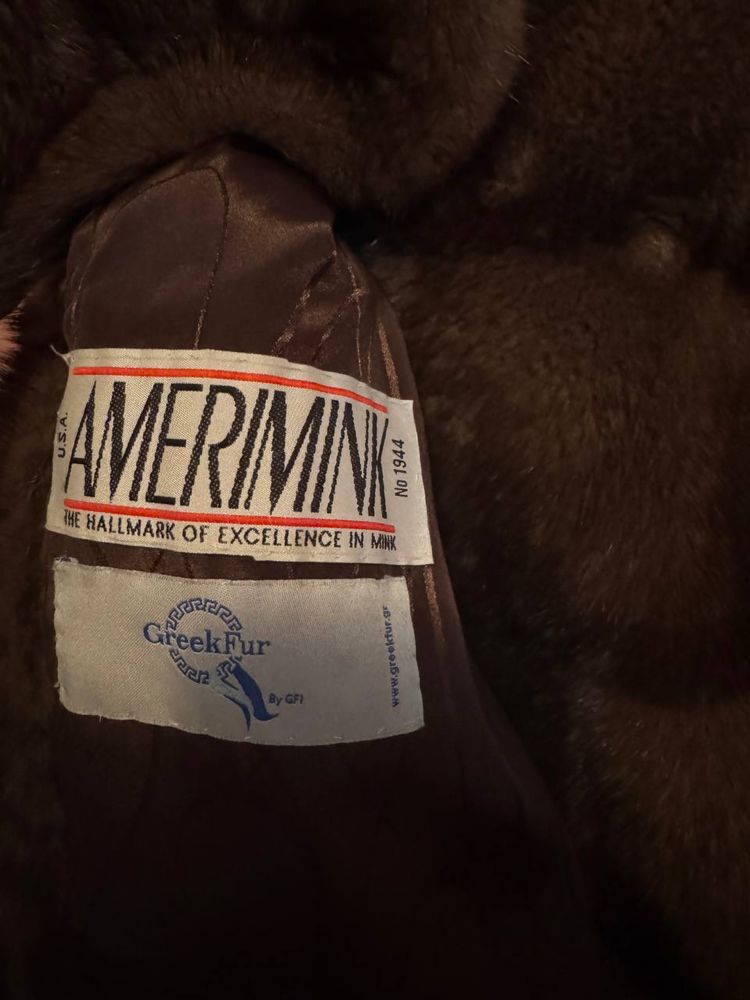 U.S.A.
AMERIMINK
No 1944
THE HALLMARK OF EXCELLENCE IN MINK
GreekFur
By GFI
www.greekfur.gr